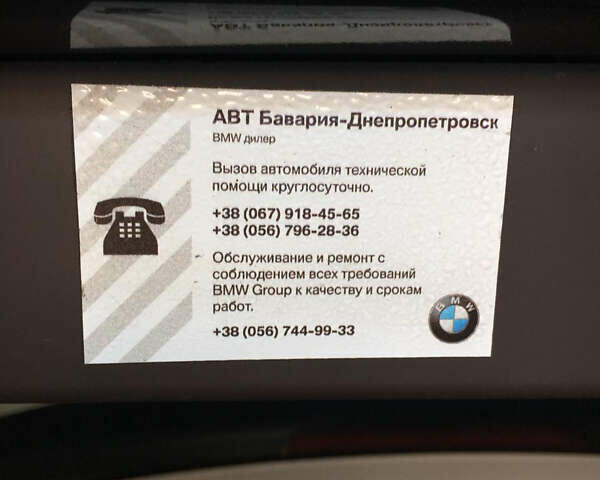 АВТ Бавария-Днепропетровск
BMW дилер
Вызов автомобиля технической
помощи круглосуточно.
+38 (067) 918-45-65
+38 (056) 796-28-36
Обслуживание и ремонт с
соблюдением всех требований
BMW Group к качеству и срокам
работ.
+38 (056) 744-99-33
BMW